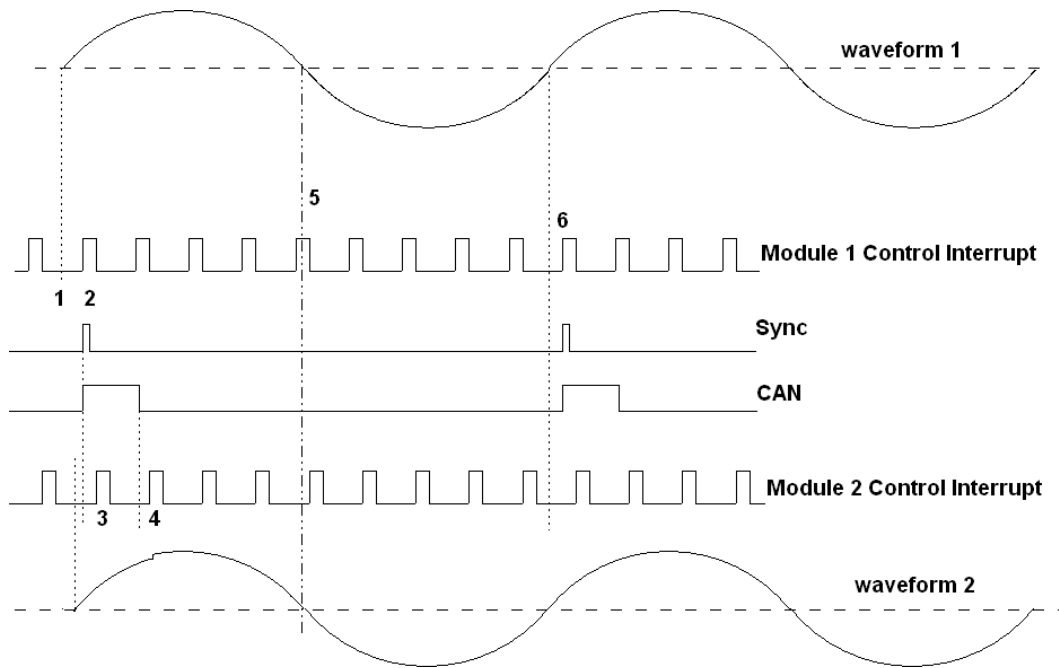 waveform 1
5
6
Module 1 Control Interrupt
1 2
Sync
CAN
Module 2 Control Interrupt
3 4
waveform 2